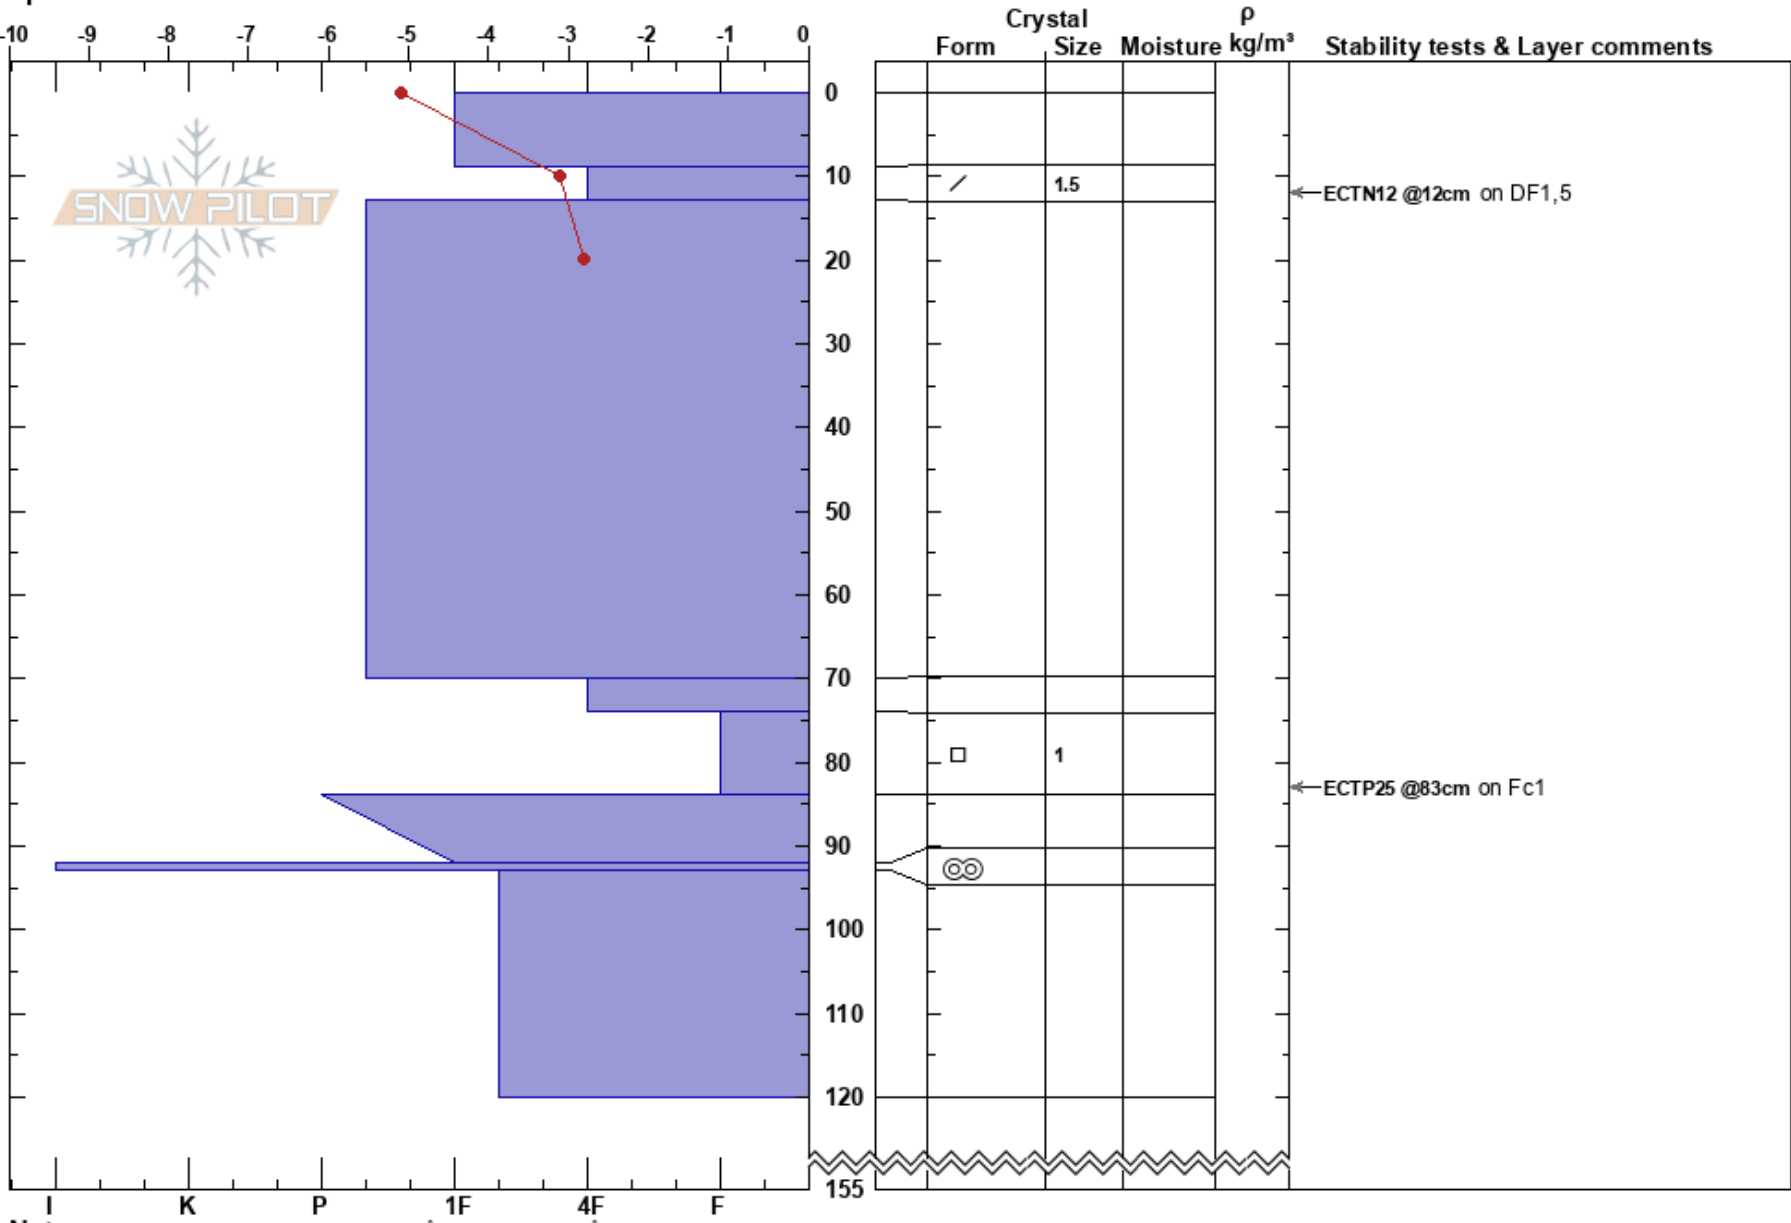 Crystal ρ
-10 -9 -8 -7 -6 -5 -4 -3 -2 -1 0 Form Size Moisture kg/m³ Stability tests & Layer comments
0
SNOW PILOT
10 1.5 ECTN12 @12cm on DF1,5
20
30
40
50
60
70
80 1
ECTP25 @83cm on Fc1
90
100
110
120
155
I K P 1F 4F F